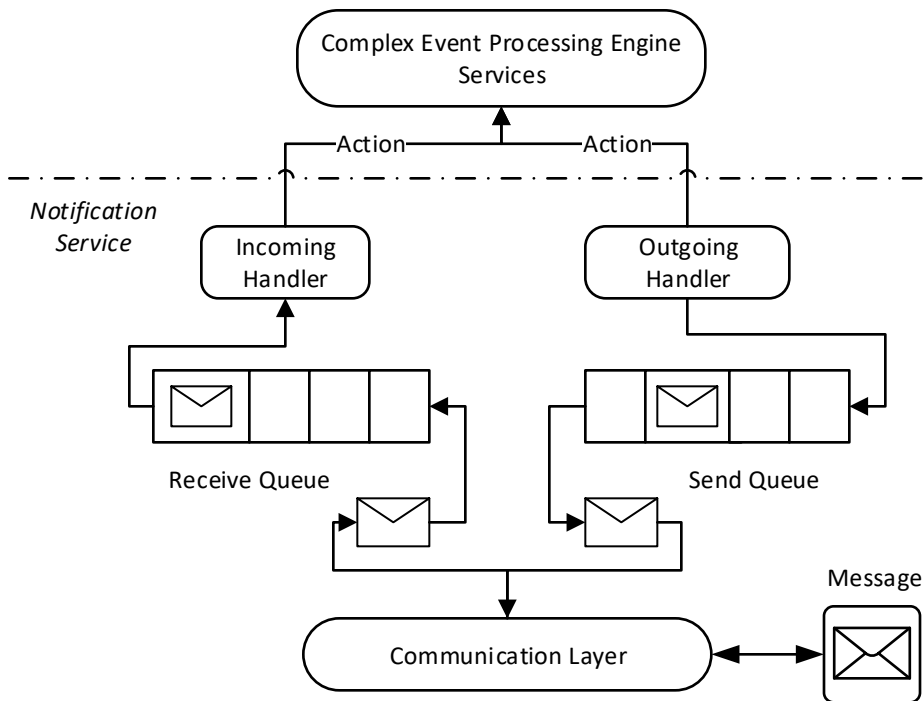 Complex Event Processing Engine
Services
Action
Action
Notification
Service
Incoming
Handler
Outgoing
Handler
Receive Queue
Send Queue
Message
Communication Layer